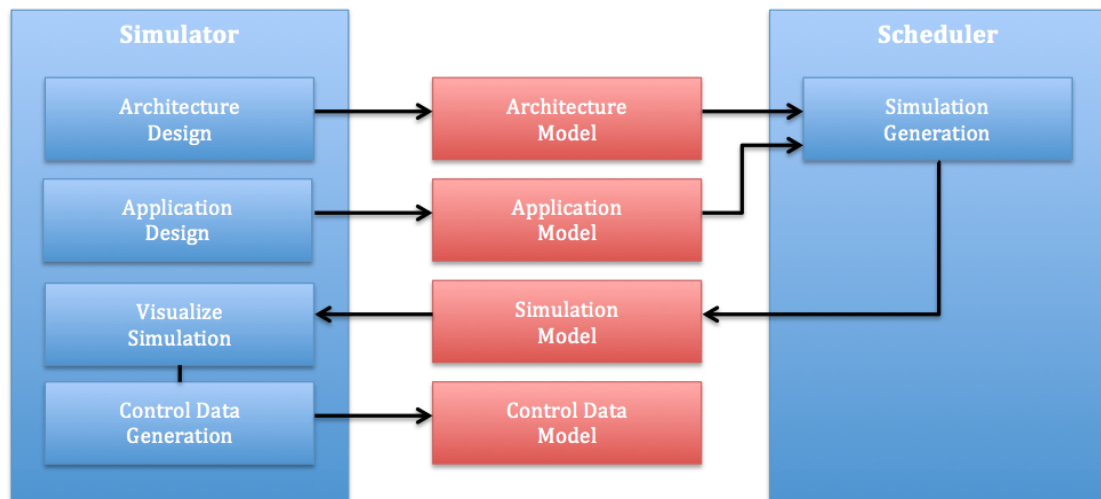 Simulator
Scheduler
Architecture
Design
Architecture
Model
Simulation
Generation
Application
Design
Application
Model
Visualize
Simulation
Simulation
Model
Control Data
Generation
Control Data
Model